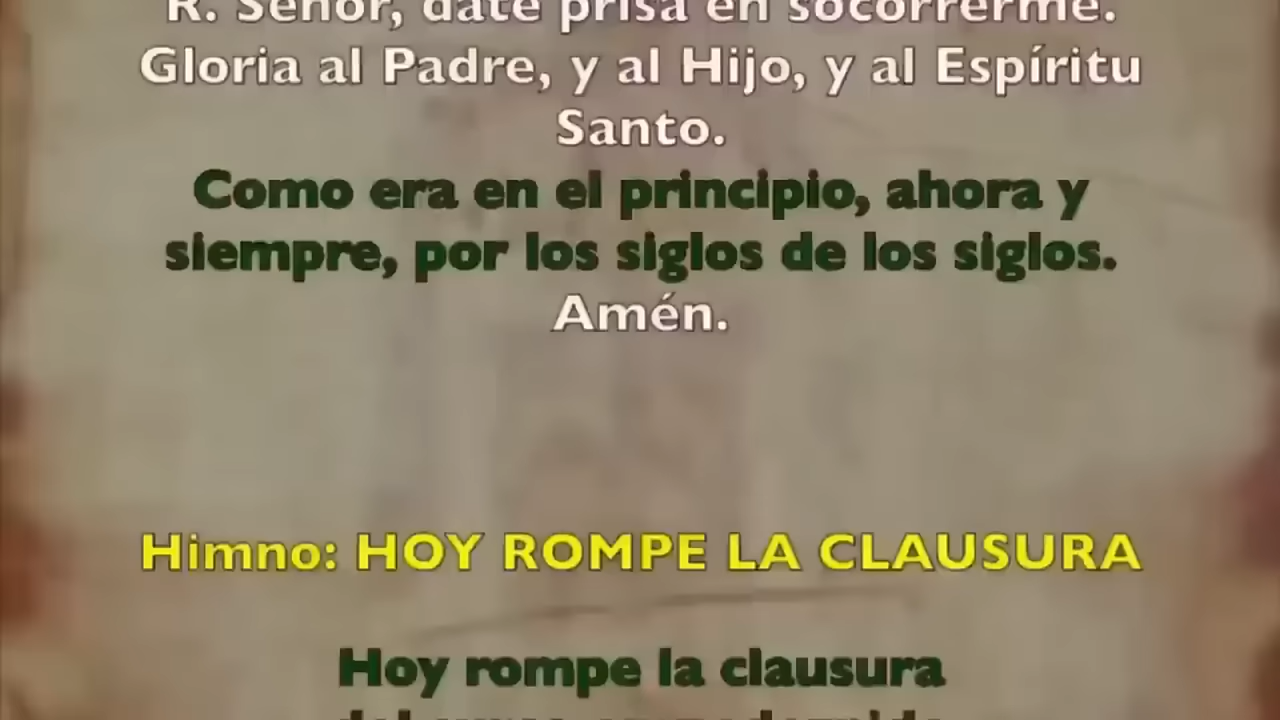 R. Señor, date prisa en socorrerme.
Gloria al Padre, y al Hijo, y al Espíritu
Santo.
Como era en el principio, ahora y
siempre, por los siglos de los siglos.
Amén.
Himno: HOY ROMPE LA CLAUSURA
Hoy rompe la clausura